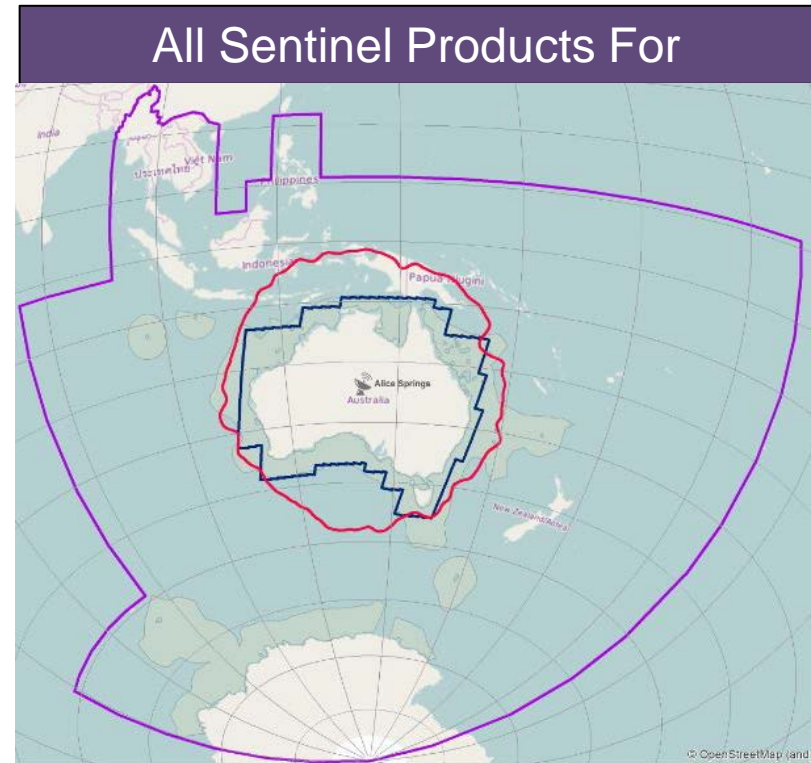 All Sentinel Products For
India
Việt Nam
ประเทศไทย
Philippines
Indonesia
Papua Niugini
Alice Springs
Australia
New Zealand/Aotearoa
© OpenStreetMap (and